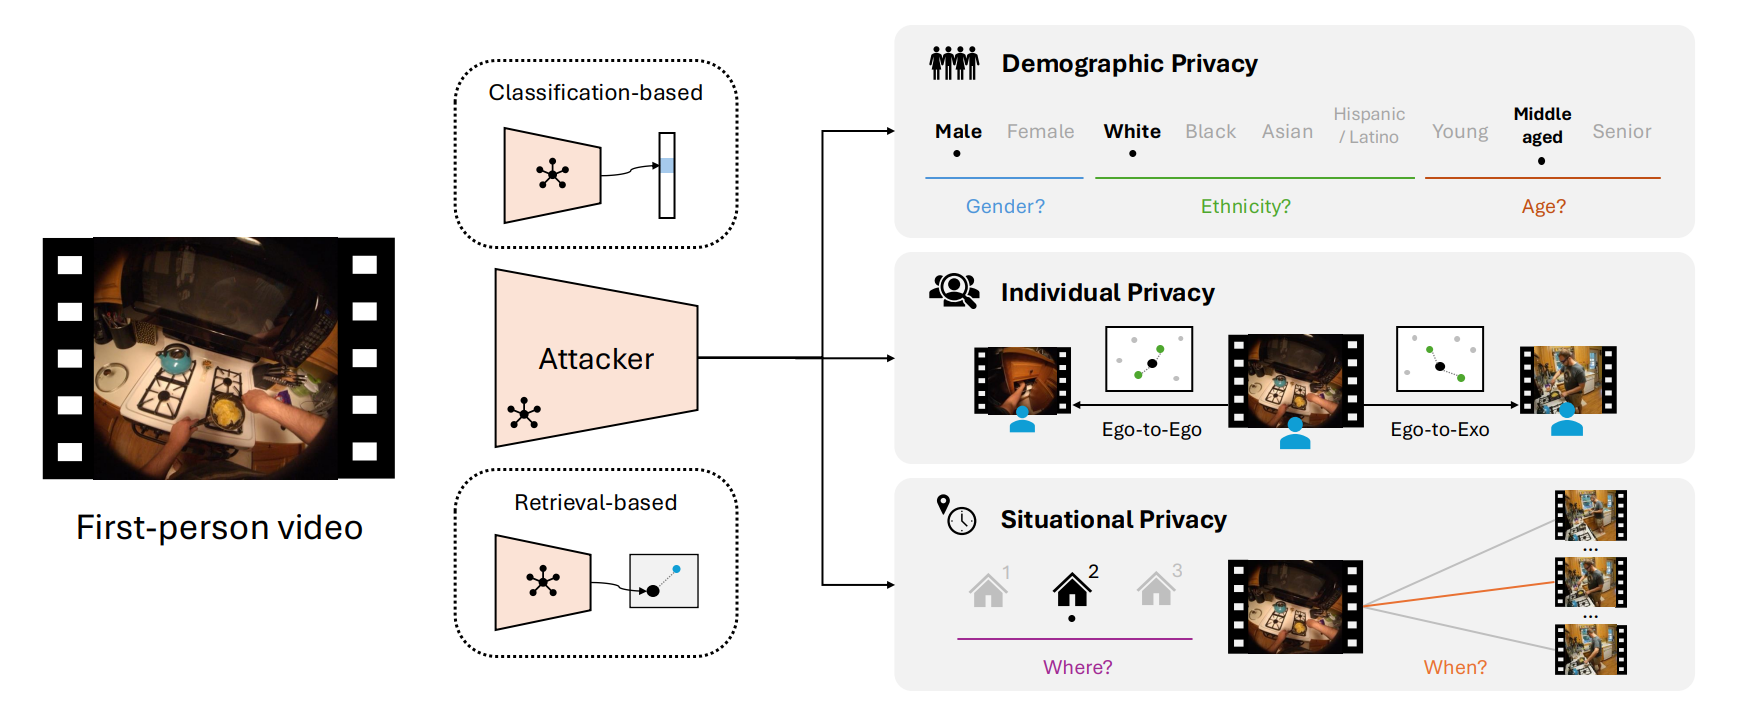 First-person video
Classification-based
Attacker
Retrieval-based
Demographic Privacy
Male Female White Black Asian Hispanic / Latino Young Middle aged Senior
Gender? Ethnicity? Age?
Individual Privacy
Ego-to-Ego Ego-to-Exo
Situational Privacy
1 2 3
...
...
Where? When?